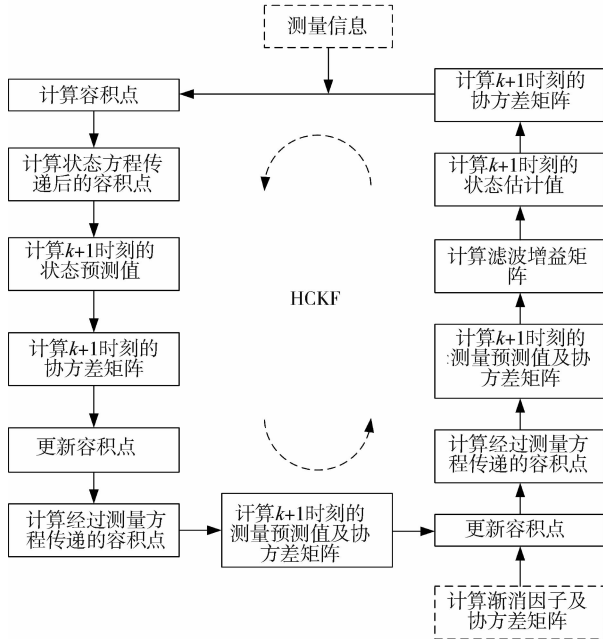 测量信息
计算容积点
计算状态方程传
递后的容积点
计算k+1时刻的
状态预测值
计算k+1时刻的
协方差矩阵
更新容积点
计算经过测量方
程传递的容积点
计算k+1时刻的
测量预测值及协
方差矩阵
HCKF
计算k+1时刻的
协方差矩阵
计算k+1时刻的
状态估计值
计算滤波增益矩
阵
计算k+1时刻的
测量预测值及协
方差矩阵
计算经过测量方
程传递的容积点
更新容积点
计算渐消因子及
协方差矩阵